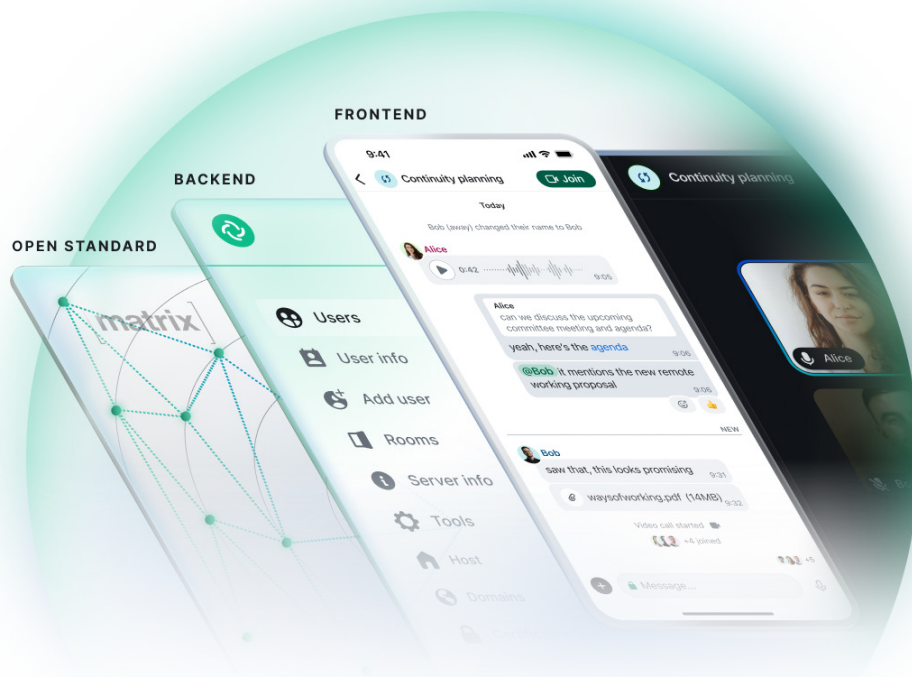 FRONTEND
BACKEND
OPEN STANDARD
[matrix]
Users
User info
Add user
Rooms
Server info
Tools
Host
Domains
9:41
Continuity planning
Join
Today
Bob (away) changed their name to Bob
Alice
0:42
9:05
Alice
can we discuss the upcoming
committee meeting and agenda?
yeah, here's the agenda
9:06
@Bob it mentions the new remote
working proposal
9:06
NEW
Bob
saw that, this looks promising
9:31
waysofworking.pdf (14MB)
9:32
Video call started
+4 joined
+5
Message...
Continuity planning
Alice